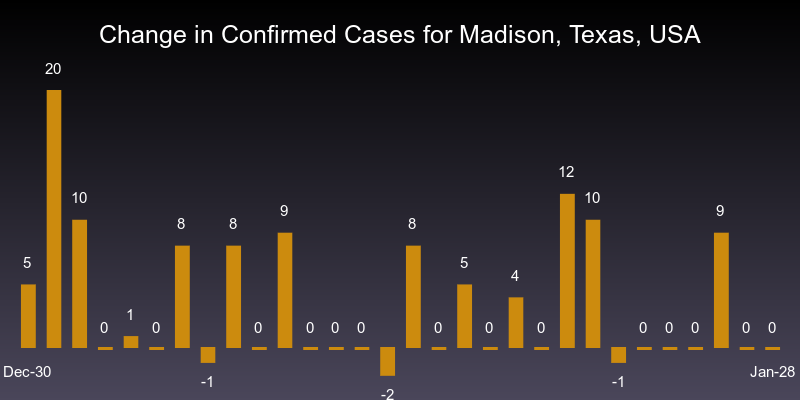 Change in Confirmed Cases for Madison, Texas, USA
5 20 10 0 1 0 8 -1 8 0 9 0 0 0 -2 8 0 5 0 4 0 12 10 -1 0 0 0 9 0 0
Dec-30 Jan-28